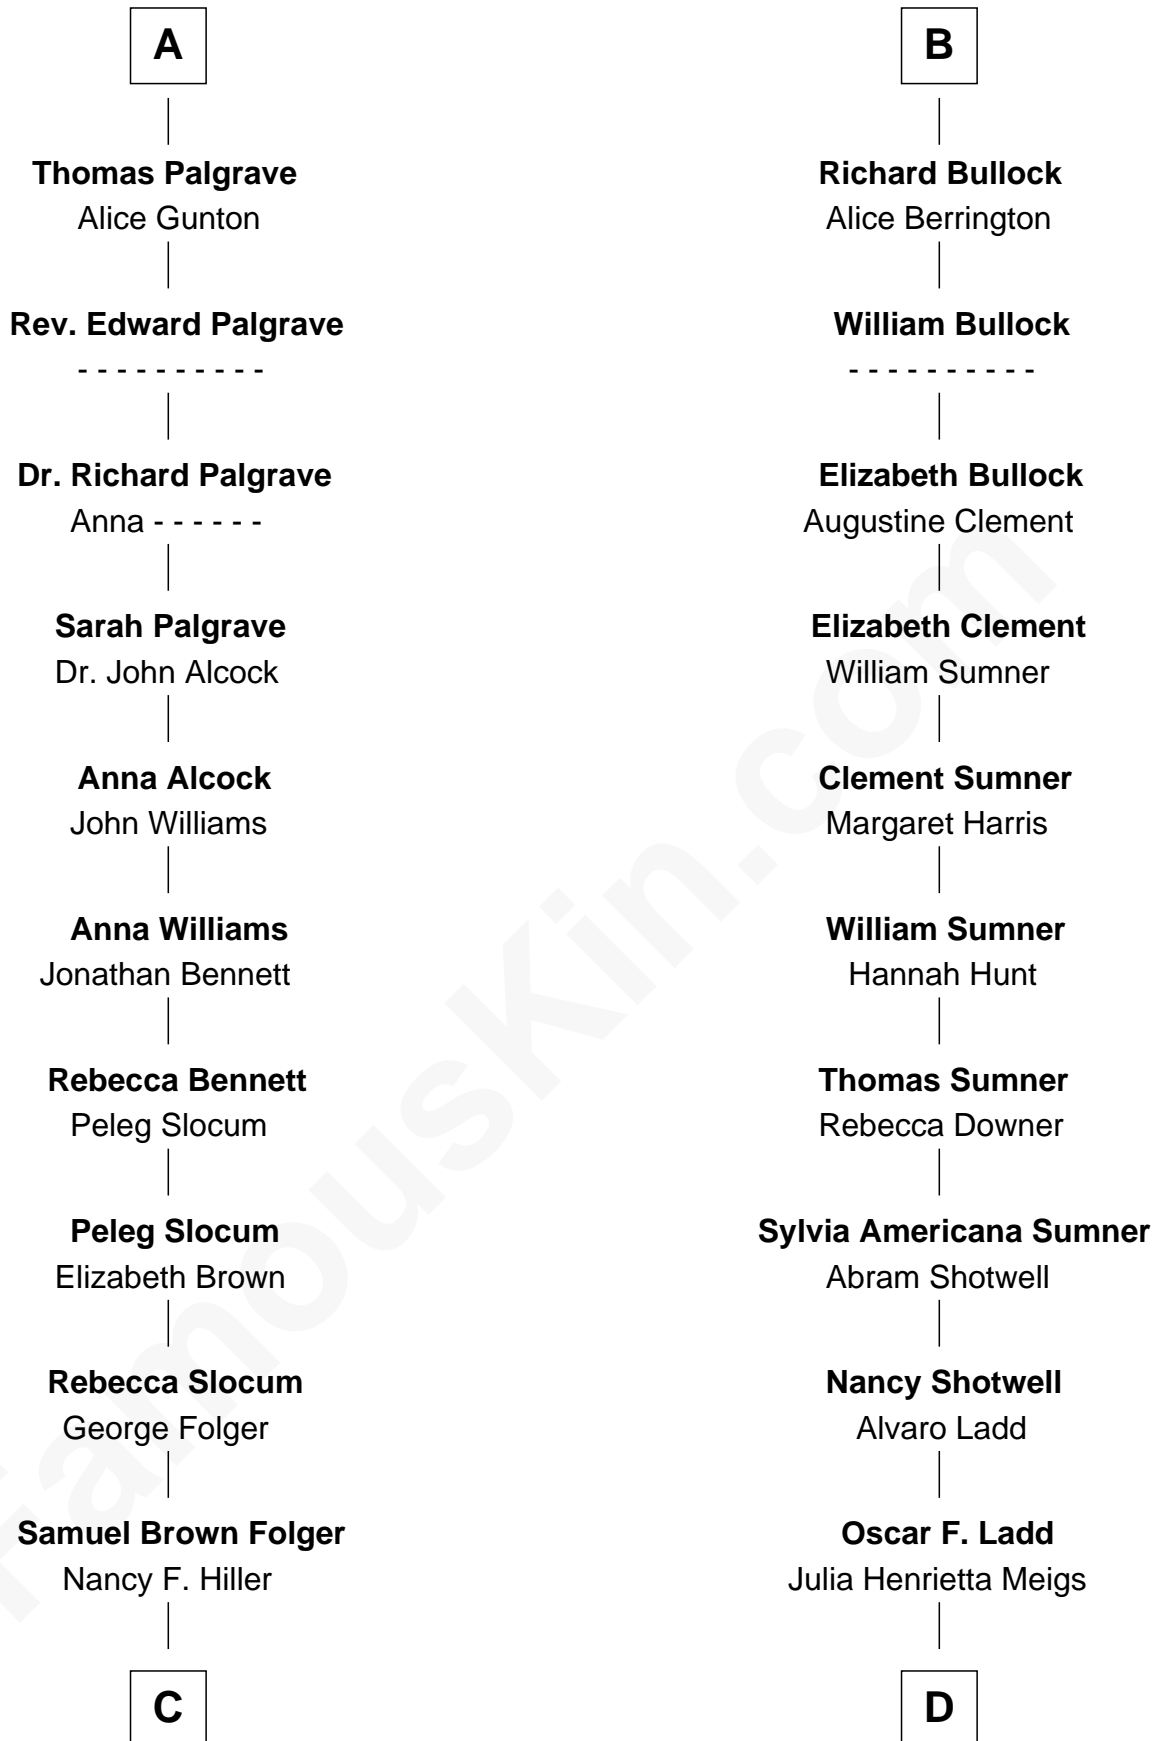 A
Thomas Palgrave
Alice Gunton
Rev. Edward Palgrave
- - - - - - - - - -
Dr. Richard Palgrave
Anna - - - - - -
Sarah Palgrave
Dr. John Alcock
Anna Alcock
John Williams
Anna Williams
Jonathan Bennett
Rebecca Bennett
Peleg Slocum
Peleg Slocum
Elizabeth Brown
Rebecca Slocum
George Folger
Samuel Brown Folger
Nancy F. Hiller
C
B
Richard Bullock
Alice Berrington
William Bullock
- - - - - - - - - -
Elizabeth Bullock
Augustine Clement
Elizabeth Clement
William Sumner
Clement Sumner
Margaret Harris
William Sumner
Hannah Hunt
Thomas Sumner
Rebecca Downer
Sylvia Americana Sumner
Abram Shotwell
Nancy Shotwell
Alvaro Ladd
Oscar F. Ladd
Julia Henrietta Meigs
D
FamousKin.com